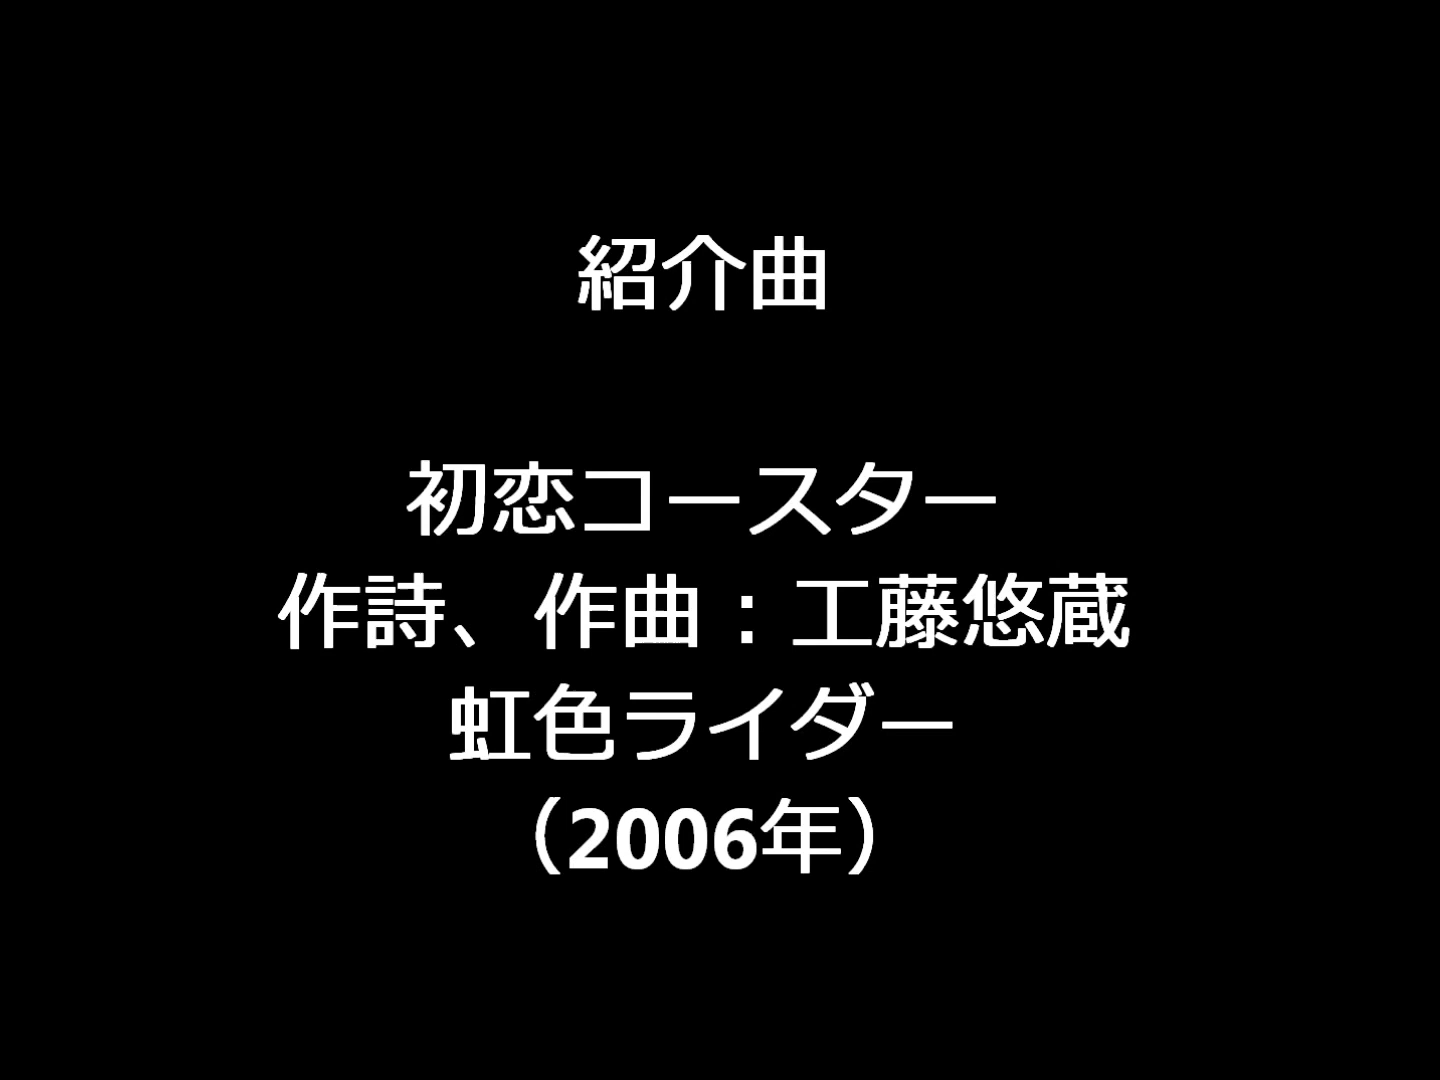 紹介曲
初恋コースター
作詩、作曲：工藤悠蔵
虹色ライダー
（2006年）